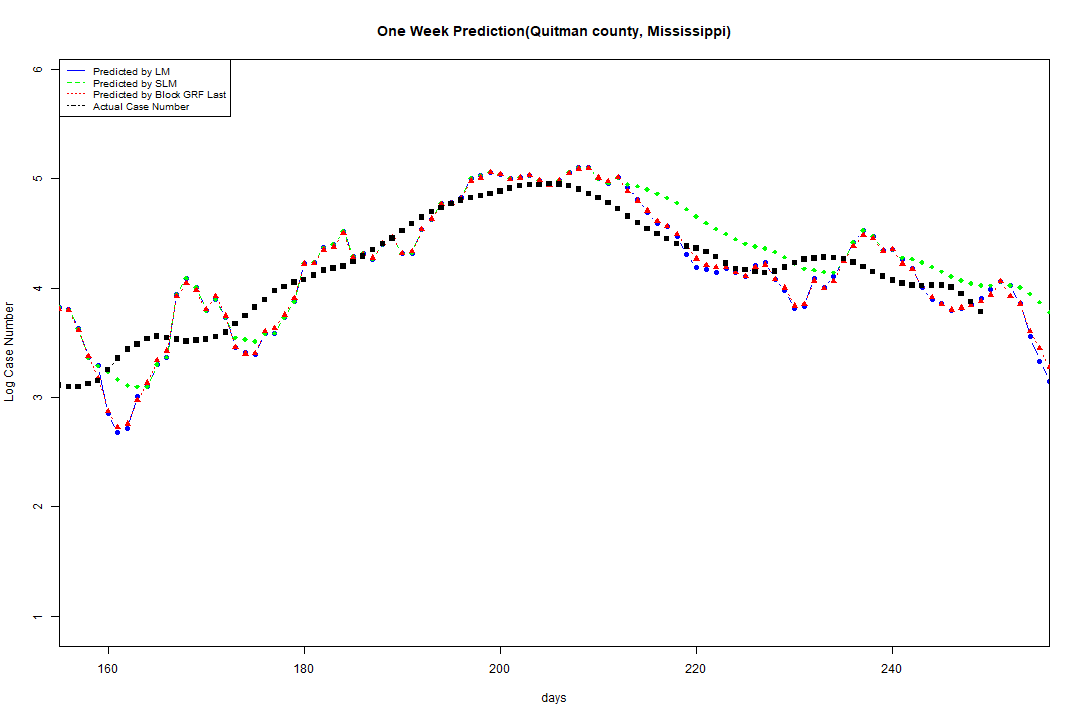 One Week Prediction(Quitman county, Mississippi)
Predicted by LM
Predicted by SLM
Predicted by Block GRF Last
Actual Case Number
Log Case Number
6
5
4
3
2
1
160 180 200 220 240
days